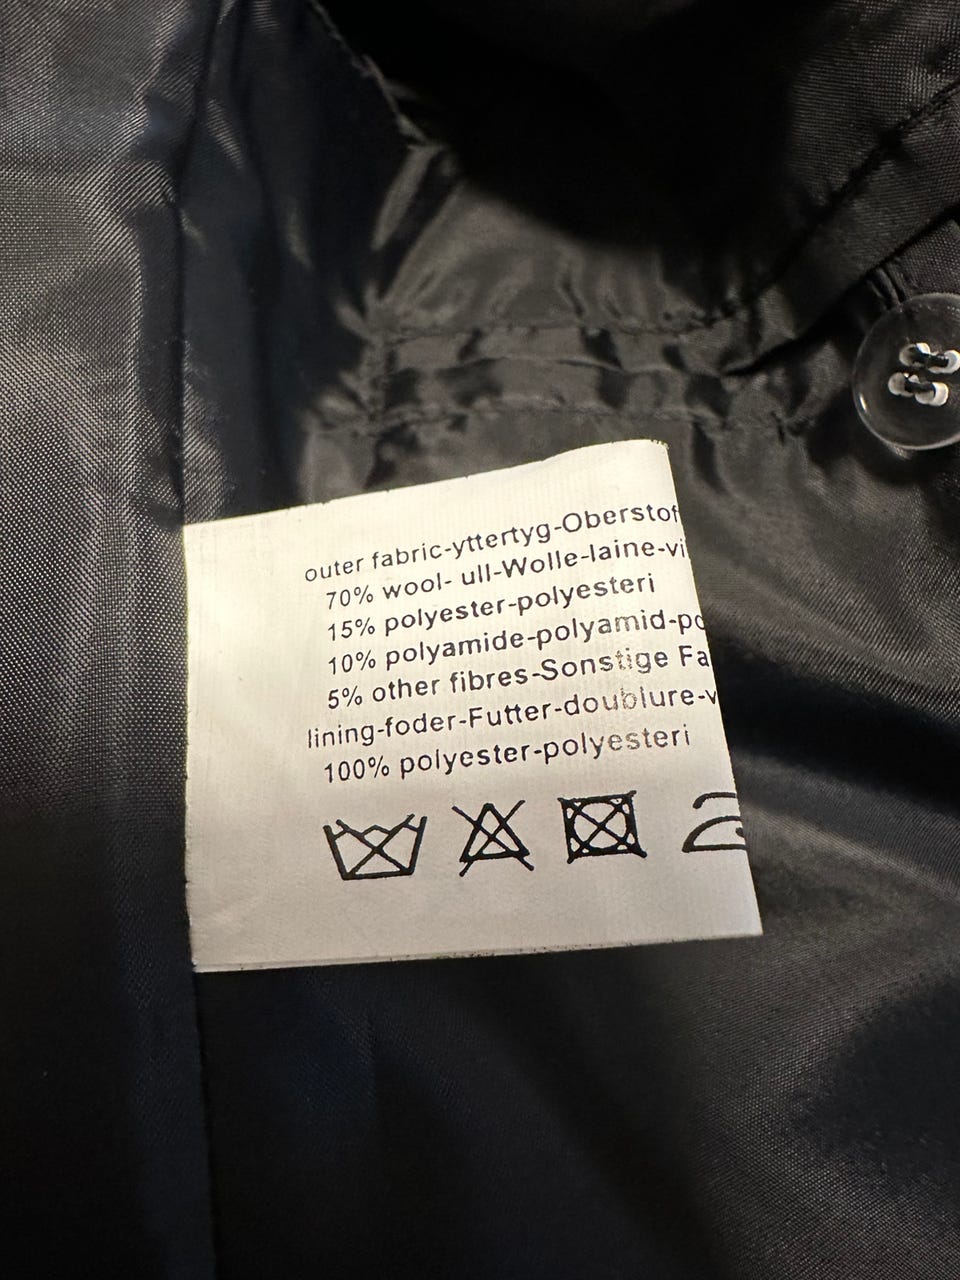 outer fabric-yttertyg-Oberstof
70% wool- ull-Wolle-laine-vi
15% polyester-polyesteri
10% polyamide-polyamid-po
5% other fibres-Sonstige Fa
lining-foder-Futter-doublure-v
100% polyester-polyesteri